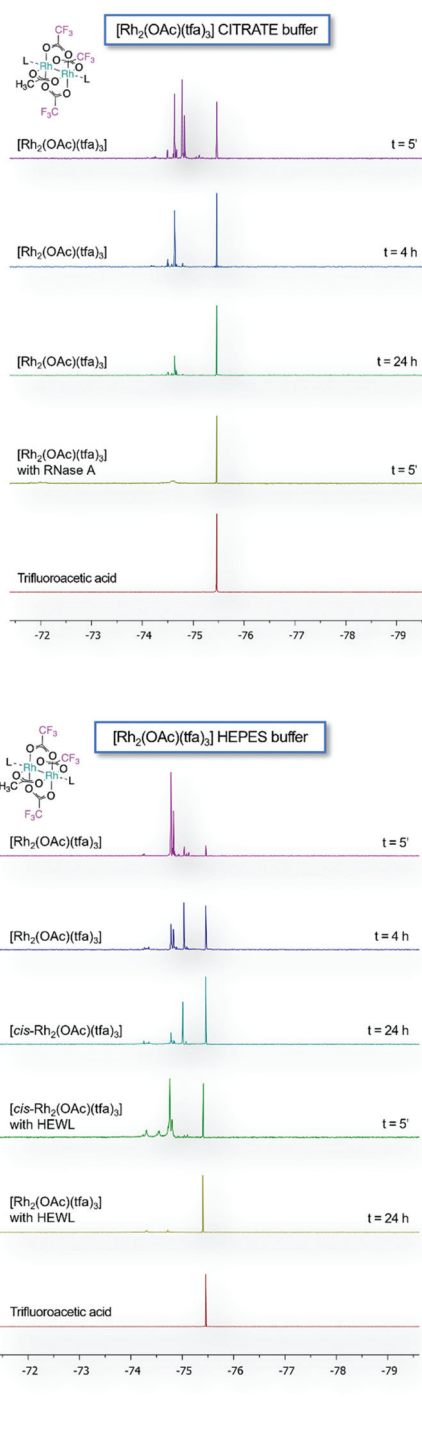 [Rh₂(OAc)(tfa)₃] CITRATE buffer
CF₃
O
O
CF₃
L
Rh
O
O
Rh
L
O
O
H₃C
O
O
F₃C
[Rh₂(OAc)(tfa)₃] t = 5'
[Rh₂(OAc)(tfa)₃] t = 4 h
[Rh₂(OAc)(tfa)₃] t = 24 h
[Rh₂(OAc)(tfa)₃]
with RNase A t = 5'
Trifluoroacetic acid
-72 -73 -74 -75 -76 -77 -78 -79
[Rh₂(OAc)(tfa)₃] HEPES buffer
CF₃
O
O
CF₃
L
Rh
O
O
Rh
L
O
O
H₃C
O
O
F₃C
[Rh₂(OAc)(tfa)₃] t = 5'
[Rh₂(OAc)(tfa)₃] t = 4 h
[cis-Rh₂(OAc)(tfa)₃] t = 24 h
[cis-Rh₂(OAc)(tfa)₃]
with HEWL t = 5'
[Rh₂(OAc)(tfa)₃]
with HEWL t = 24 h
Trifluoroacetic acid
-72 -73 -74 -75 -76 -77 -78 -79